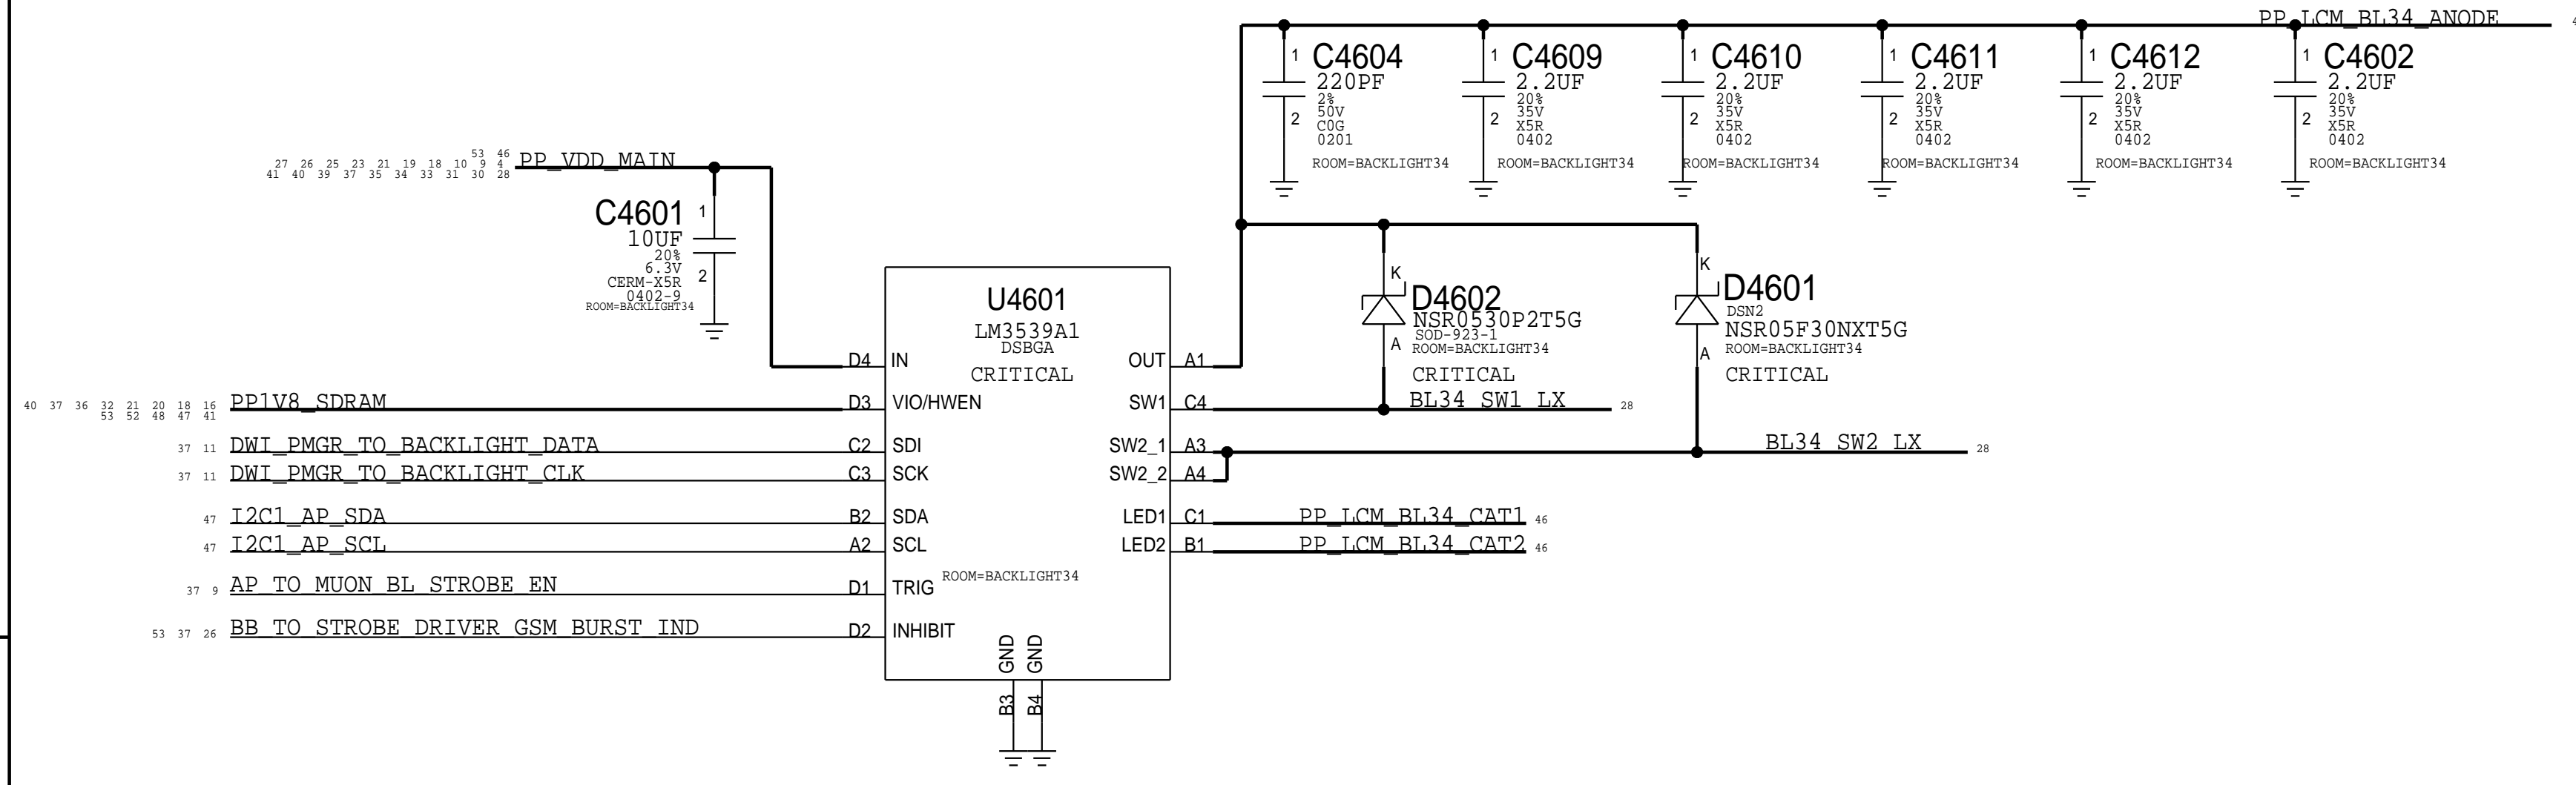 PP_LCM_BL34_ANODE
C4604
220PF
2%
50V
C0G
0201
ROOM=BACKLIGHT34
1
2
C4609
2.2UF
20%
35V
X5R
0402
ROOM=BACKLIGHT34
1
2
C4610
2.2UF
20%
35V
X5R
0402
ROOM=BACKLIGHT34
1
2
C4611
2.2UF
20%
35V
X5R
0402
ROOM=BACKLIGHT34
1
2
C4612
2.2UF
20%
35V
X5R
0402
ROOM=BACKLIGHT34
1
2
C4602
2.2UF
20%
35V
X5R
0402
ROOM=BACKLIGHT34
1
2
53 46
27 26 25 23 21 19 18 10 9 4
41 40 39 37 35 34 33 31 30 28
PP_VDD_MAIN
C4601
10UF
20%
6.3V
CERM-X5R
0402-9
ROOM=BACKLIGHT34
1
2
U4601
LM3539A1
DSBGA
CRITICAL
ROOM=BACKLIGHT34
D4 IN
40 37 36 32 21 20 18 16
53 52 48 47 41
PP1V8_SDRAM D3 VIO/HWEN
37 11 DWI_PMGR_TO_BACKLIGHT_DATA C2 SDI
37 11 DWI_PMGR_TO_BACKLIGHT_CLK C3 SCK
47 I2C1_AP_SDA B2 SDA
47 I2C1_AP_SCL A2 SCL
37 9 AP_TO_MUON_BL_STROBE_EN D1 TRIG
53 37 26 BB_TO_STROBE_DRIVER_GSM_BURST_IND D2 INHIBIT
GND GND
B3 B4
OUT A1
SW1 C4 BL34_SW1_LX 28
SW2_1 A3 BL34_SW2_LX 28
SW2_2 A4
LED1 C1 PP_LCM_BL34_CAT1 46
LED2 B1 PP_LCM_BL34_CAT2 46
K
D4602
NSR0530P2T5G
SOD-923-1
A ROOM=BACKLIGHT34
CRITICAL
K
D4601
DSN2
NSR05F30NXT5G
A ROOM=BACKLIGHT34
CRITICAL